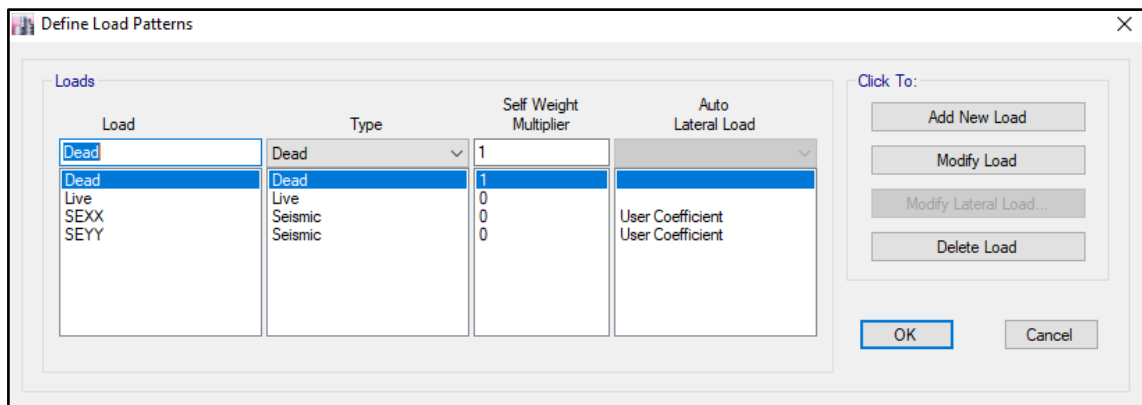 Define Load Patterns
Loads
Click To:
Load Type Self Weight Multiplier Auto Lateral Load
Dead Dead 1
Dead Dead 1
Live Live 0
SEXX Seismic 0 User Coefficient
SEYY Seismic 0 User Coefficient
Add New Load
Modify Load
Modify Lateral Load...
Delete Load
OK Cancel